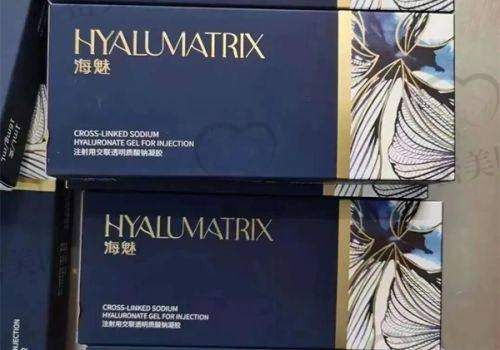 HYALUMATRIX
海魅
CROSS-LINKED SODIUM
HYALURONATE GEL FOR INJECTION
注射用交联透明质酸钠凝胶
HYALUMATRIX
海魅
CROSS-LINKED SODIUM
HYALURONATE GEL FOR INJECTION
注射用交联透明质酸钠凝胶